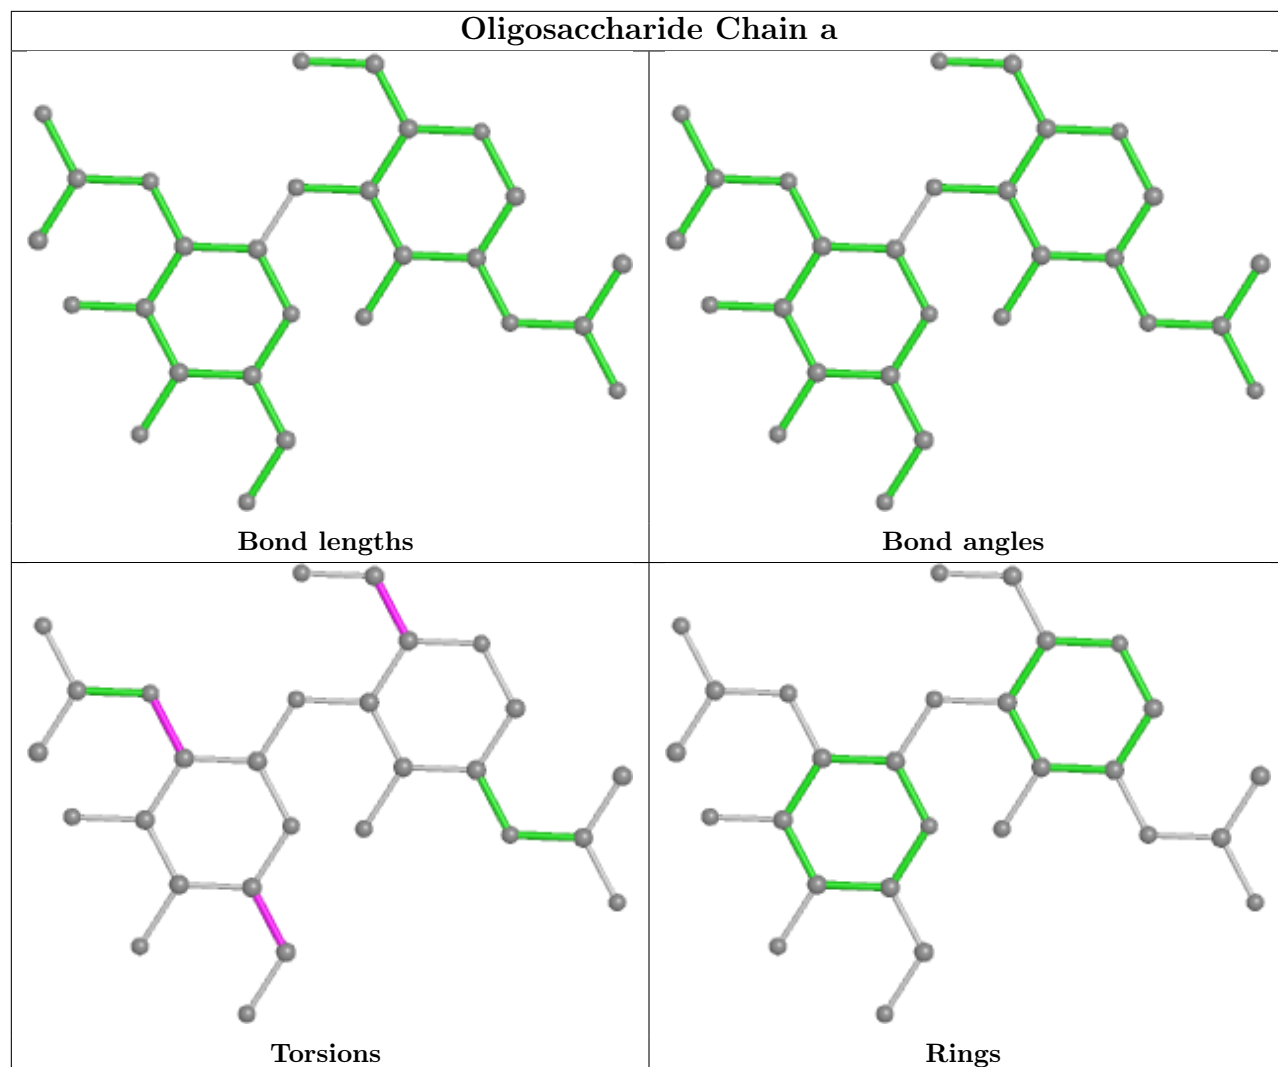 Oligosaccharide Chain a
Bond lengths
Bond angles
Torsions
Rings